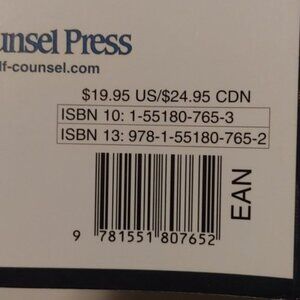 unsel Press
lf-counsel.com
$19.95 US/$24.95 CDN
ISBN 10: 1-55180-765-3
ISBN 13: 978-1-55180-765-2
EAN
9 781551 807652